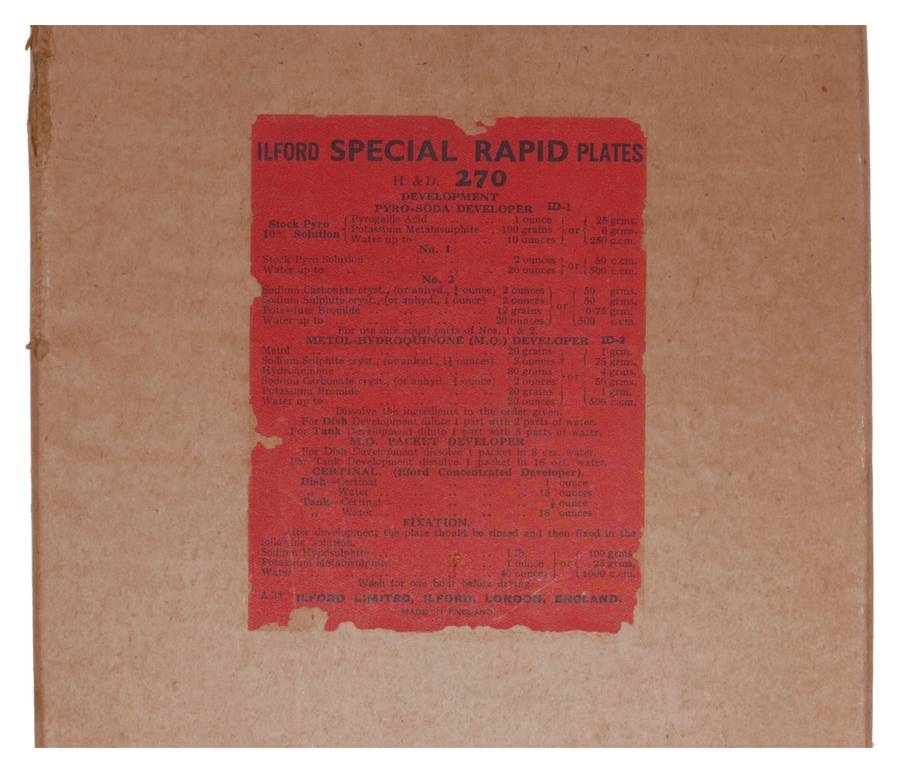 ILFORD SPECIAL RAPID PLATES
H. & D. 270
DEVELOPMENT
PYRO-SODA DEVELOPER ID-1
Stock Pyro 10% Solution
Pyrogallic Acid .. .. 1 ounce or 25 grms.
Potassium Metabisulphite .. 100 grains 6 grms.
Water up to .. .. 10 ounces 250 c.cm.
No. 1
Stock Pyro Solution .. .. 2 ounces or 50 c.cm.
Water up to .. .. 20 ounces 500 c.cm.
No. 2
Sodium Carbonate cryst., (or anhyd., ¾ ounce) 2 ounces or 50 grms.
Sodium Sulphite cryst., (or anhyd., 1 ounce) 2 ounces 50 grms.
Potassium Bromide .. .. 12 grains 0·75 grm.
Water up to .. .. 20 ounces 500 c.cm.
For use mix equal parts of Nos. 1 & 2.
METOL-HYDROQUINONE (M.Q.) DEVELOPER ID-2
Metol .. .. 20 grains or 1 grm.
Sodium Sulphite cryst., (or anhyd., 1½ ounces) 3 ounces 75 grms.
Hydroquinone .. .. 80 grains 4 grms.
Sodium Carbonate cryst., (or anhyd., ¾ ounce) 2 ounces 50 grms.
Potassium Bromide .. .. 20 grains 1 grm.
Water up to .. .. 20 ounces 500 c.cm.
Dissolve the ingredients in the order given.
For Dish Development dilute 1 part with 2 parts of water.
For Tank Development dilute 1 part with 5 parts of water.
M.Q. PACKET DEVELOPER
For Dish Development dissolve 1 packet in 8 ozs. water.
For Tank Development dissolve 1 packet in 16 ozs. water.
CERTINAL. (Ilford Concentrated Developer).
Dish—Certinal .. .. 1 ounce
„ Water .. .. 15 ounces
Tank—Certinal .. .. ounce
„ Water .. .. 15 ounces
FIXATION.
After development the plate should be rinsed and then fixed in the
following solution.
Sodium Hyposulphite .. .. 1 lb. or 400 grms.
Potassium Metabisulphite .. .. 1 ounce 25 grms.
Water .. .. 40 ounces 1000 c.cm.
Wash for one hour before drying.
ILFORD LIMITED, ILFORD, LONDON, ENGLAND.
MADE IN ENGLAND